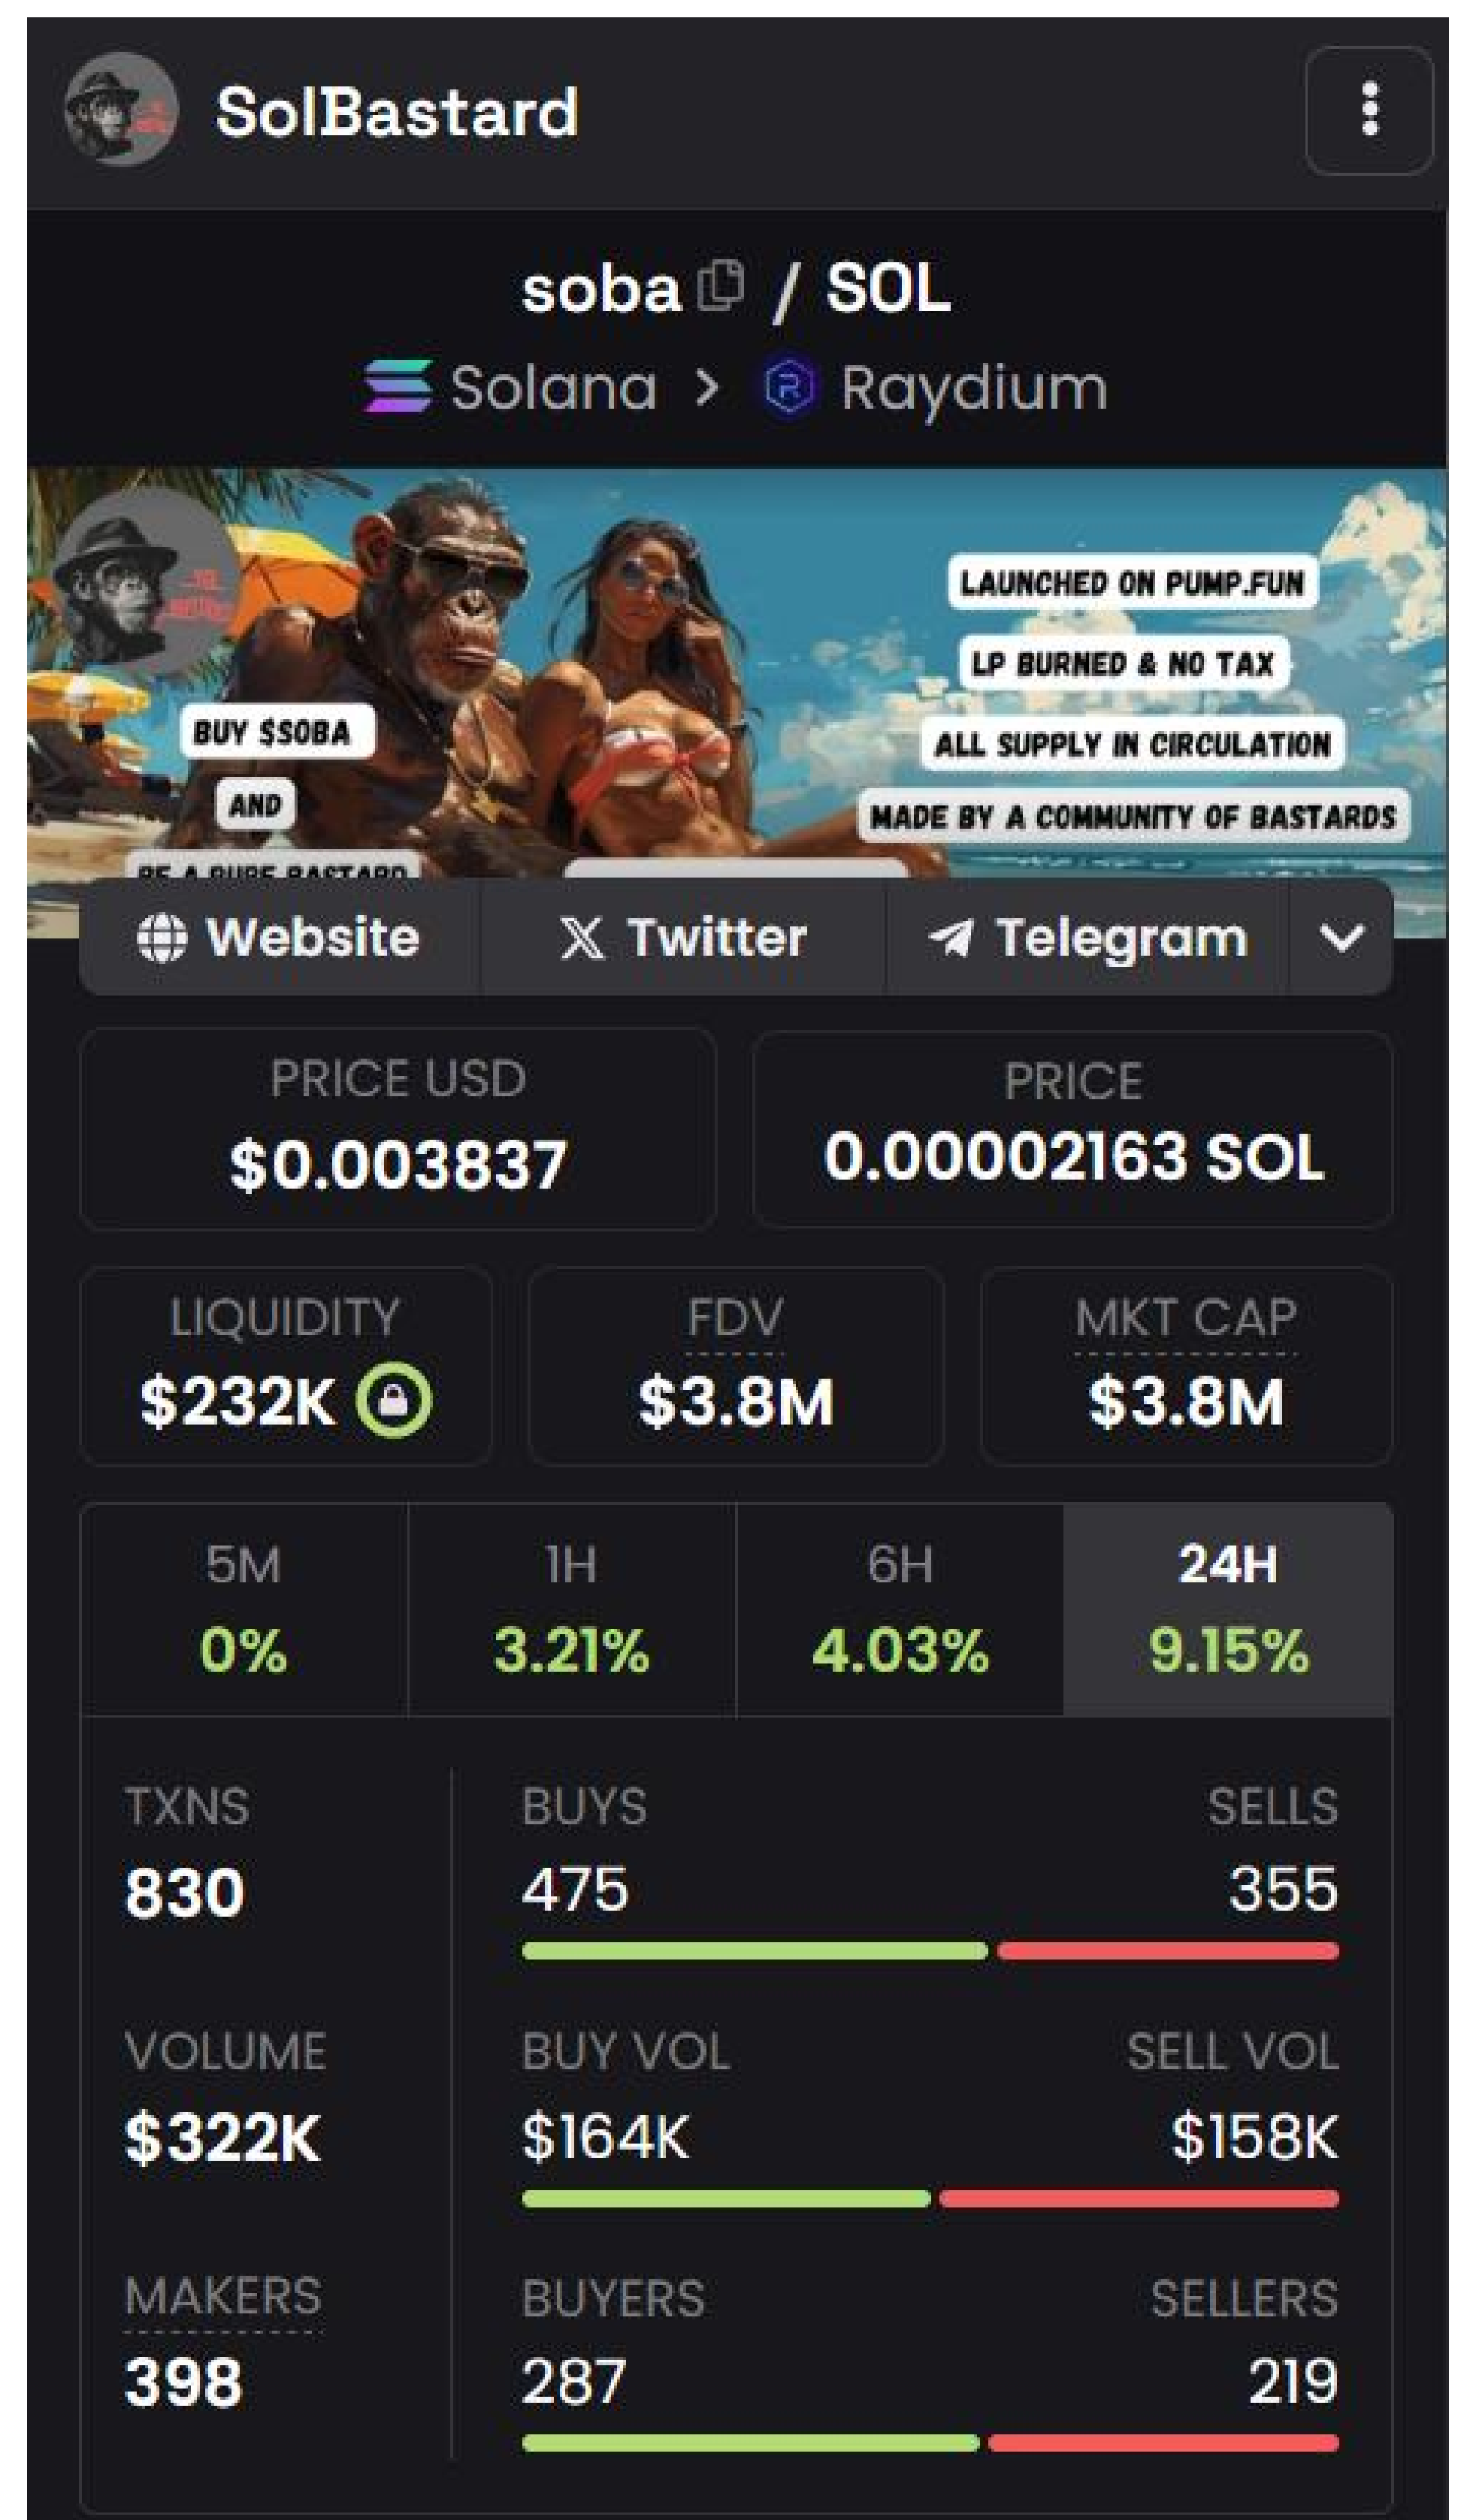 SolBastard
soba / SOL
Solana > Raydium
LAUNCHED ON PUMP.FUN
LP BURNED & NO TAX
BUY $SOBA
ALL SUPPLY IN CIRCULATION
AND
MADE BY A COMMUNITY OF BASTARDS
BE A PURE BASTARD
Website X Twitter Telegram
PRICE USD PRICE
$0.003837 0.00002163 SOL
LIQUIDITY FDV MKT CAP
$232K $3.8M $3.8M
5M 1H 6H 24H
0% 3.21% 4.03% 9.15%
TXNS BUYS SELLS
830 475 355
VOLUME BUY VOL SELL VOL
$322K $164K $158K
MAKERS BUYERS SELLERS
398 287 219